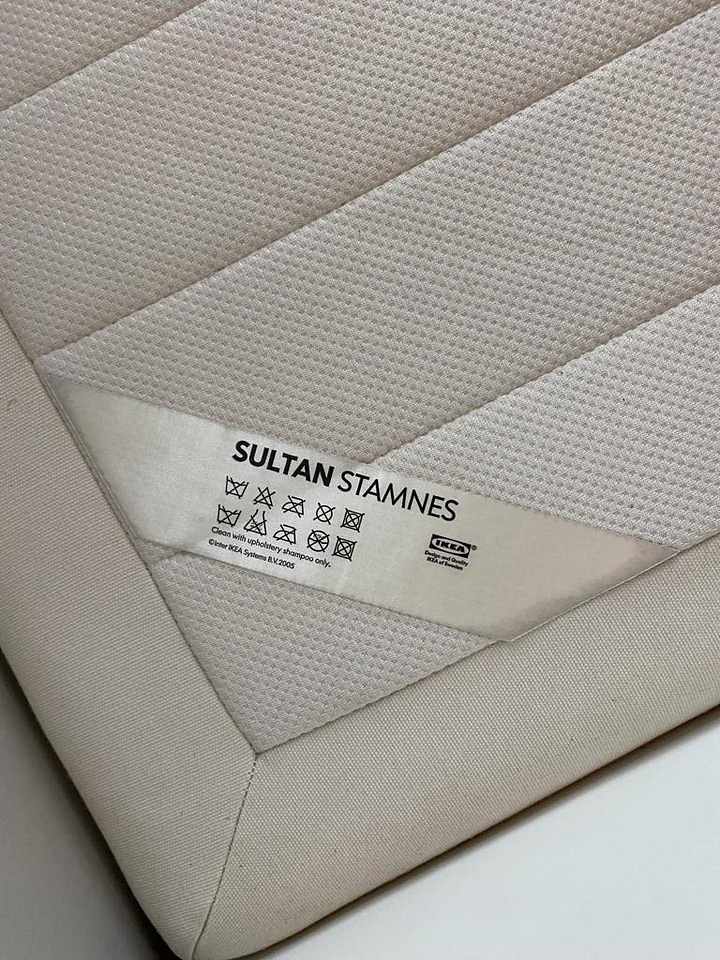 SULTAN STAMNES
Clean with upholstery shampoo only.
©Inter IKEA Systems B.V. 2005
IKEA®
Design and Quality
IKEA of Sweden